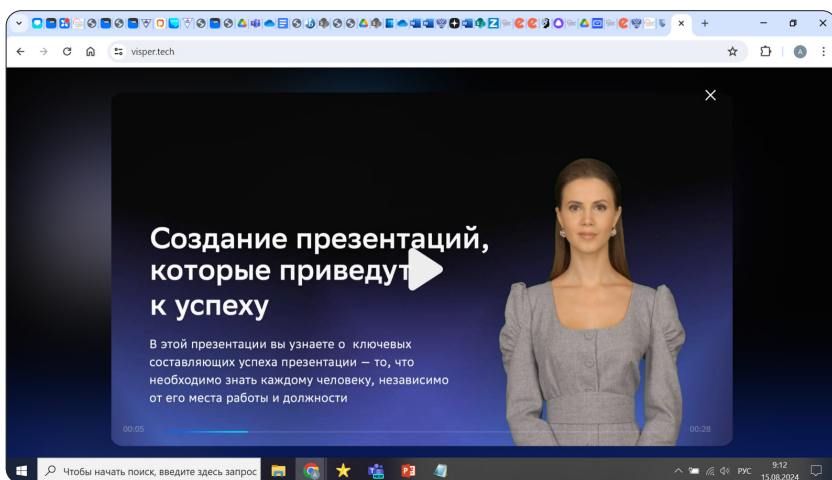 visper.tech
A
Создание презентаций,
которые приведут
к успеху
В этой презентации вы узнаете о ключевых
составляющих успеха презентации — то, что
необходимо знать каждому человеку, независимо
от его места работы и должности
00:05
00:28
Чтобы начать поиск, введите здесь запрос
РУС
9:12
15.08.2024